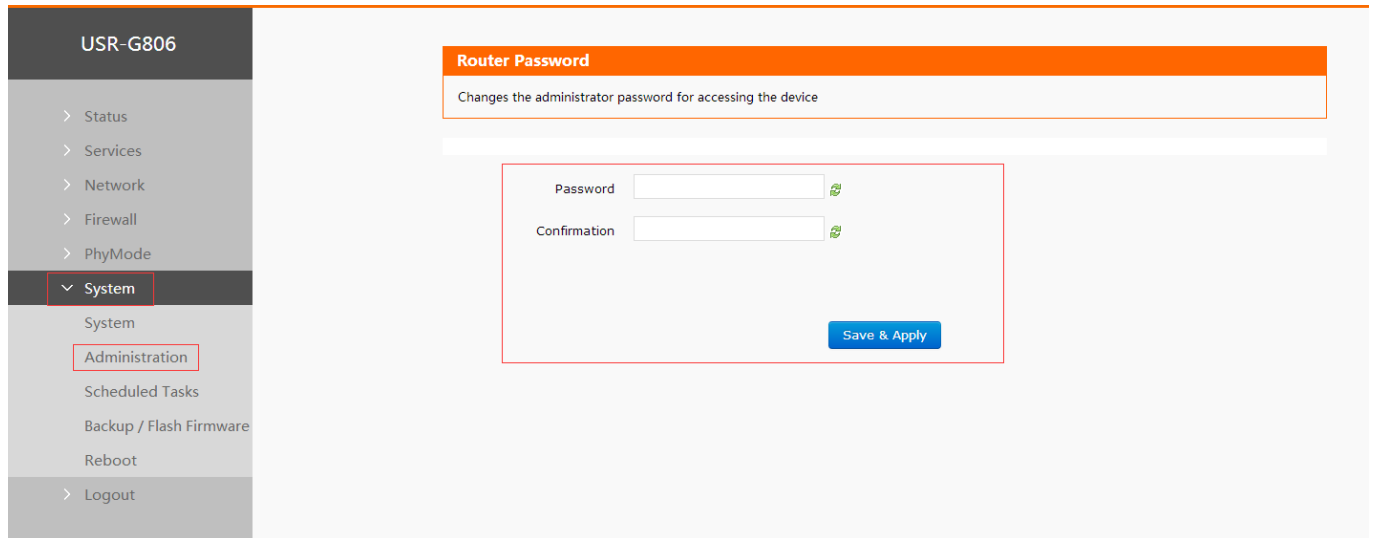 USR-G806
Status
Services
Network
Firewall
PhyMode
System
System
Administration
Scheduled Tasks
Backup / Flash Firmware
Reboot
Logout
Router Password
Changes the administrator password for accessing the device
Password
Confirmation
Save & Apply